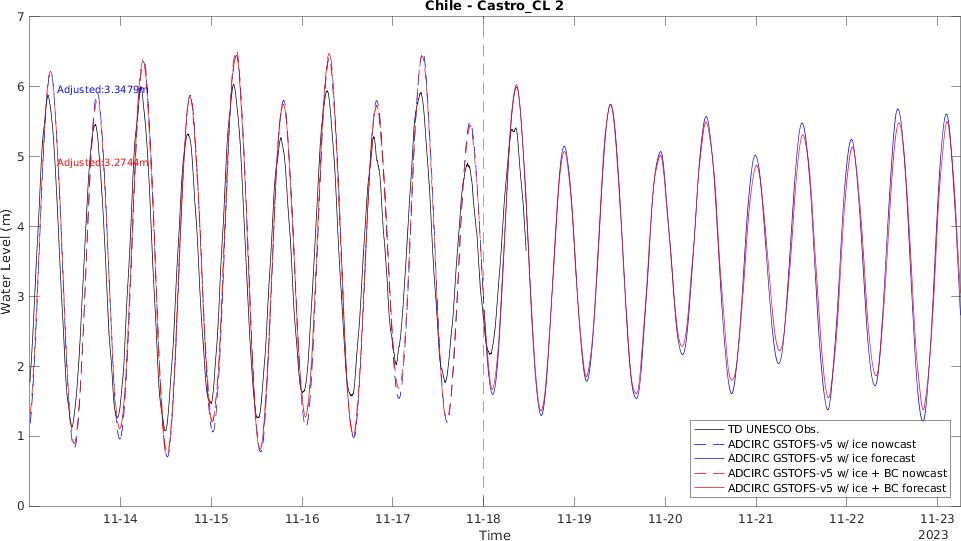 Chile - Castro_CL 2
Water Level (m)
7
6
5
4
3
2
1
0
Adjusted:3.3479m
Adjusted:3.2744m
TD UNESCO Obs.
ADCIRC GSTOFS-v5 w/ ice nowcast
ADCIRC GSTOFS-v5 w/ ice forecast
ADCIRC GSTOFS-v5 w/ ice + BC nowcast
ADCIRC GSTOFS-v5 w/ ice + BC forecast
11-14 11-15 11-16 11-17 11-18 11-19 11-20 11-21 11-22 11-23
2023
Time